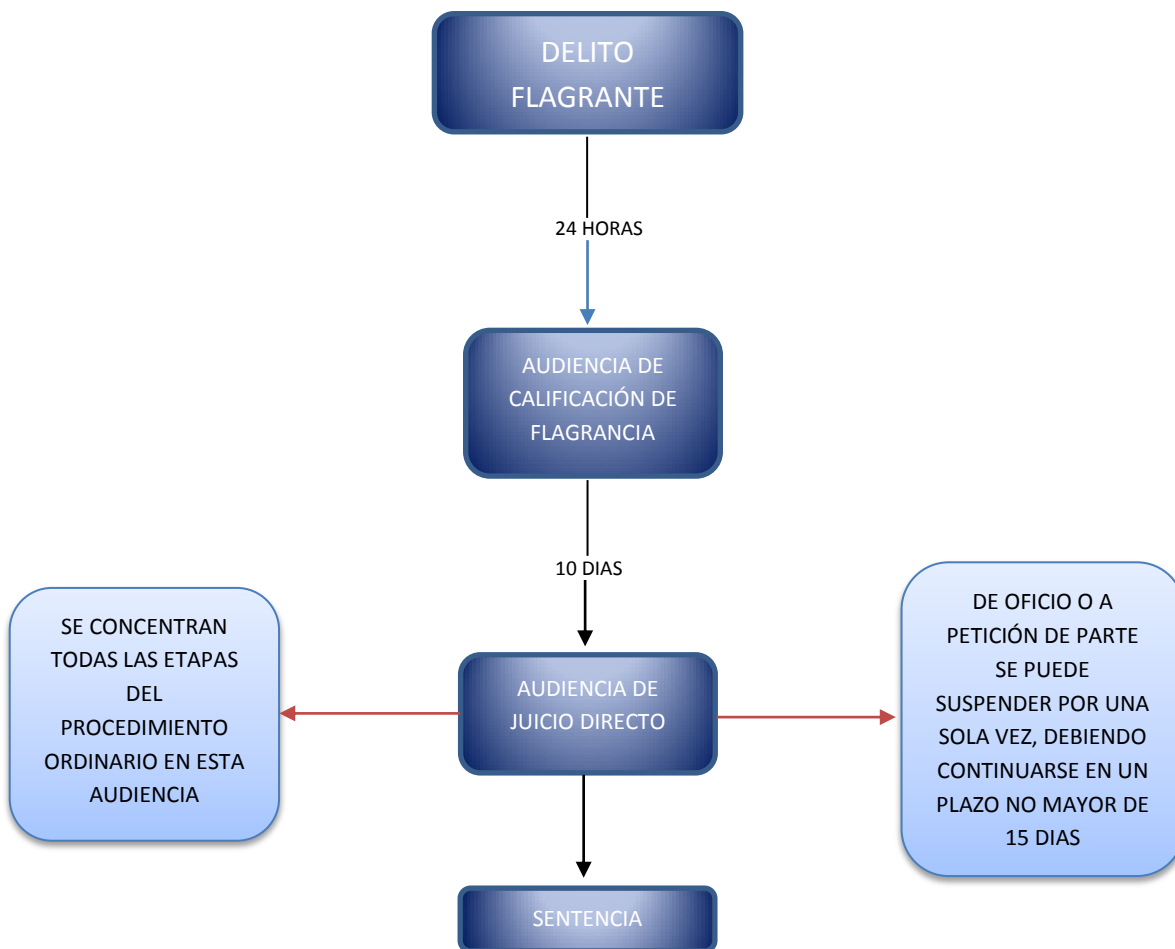 DELITO
FLAGRANTE
24 HORAS
AUDIENCIA DE
CALIFICACIÓN DE
FLAGRANCIA
10 DIAS
SE CONCENTRAN
TODAS LAS ETAPAS
DEL
PROCEDIMIENTO
ORDINARIO EN ESTA
AUDIENCIA
AUDIENCIA DE
JUICIO DIRECTO
DE OFICIO O A
PETICIÓN DE PARTE
SE PUEDE
SUSPENDER POR UNA
SOLA VEZ, DEBIENDO
CONTINUARSE EN UN
PLAZO NO MAYOR DE
15 DIAS
SENTENCIA